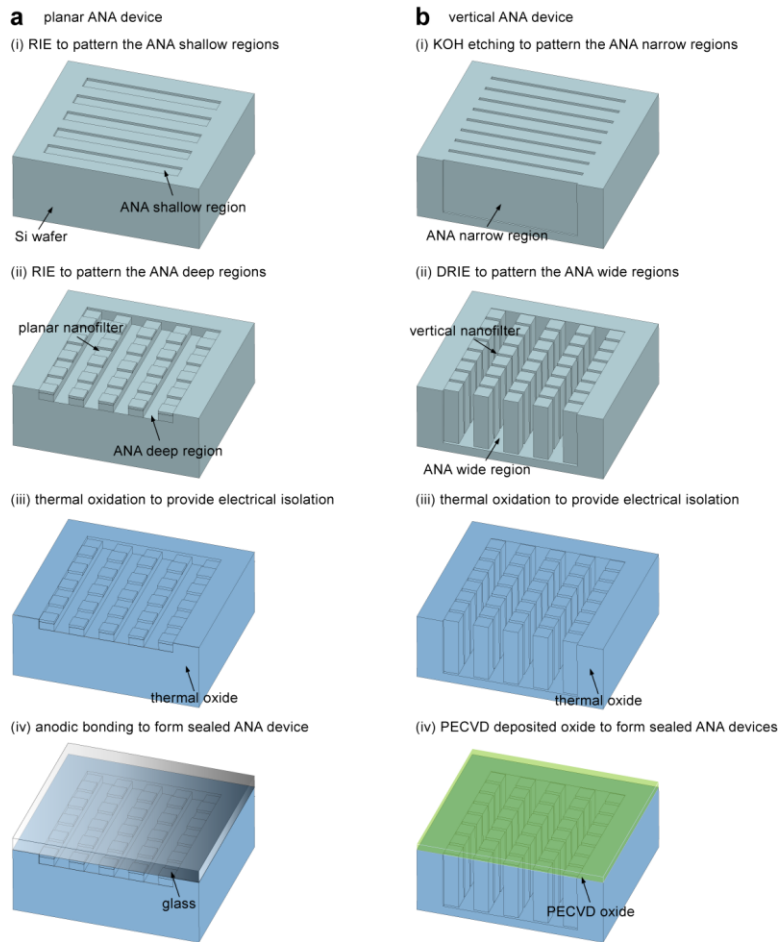 a planar ANA device
(i) RIE to pattern the ANA shallow regions
ANA shallow region
Si wafer
(ii) RIE to pattern the ANA deep regions
planar nanofilter
ANA deep region
(iii) thermal oxidation to provide electrical isolation
thermal oxide
(iv) anodic bonding to form sealed ANA device
glass
b vertical ANA device
(i) KOH etching to pattern the ANA narrow regions
ANA narrow region
(ii) DRIE to pattern the ANA wide regions
vertical nanofilter
ANA wide region
(iii) thermal oxidation to provide electrical isolation
thermal oxide
(iv) PECVD deposited oxide to form sealed ANA devices
PECVD oxide